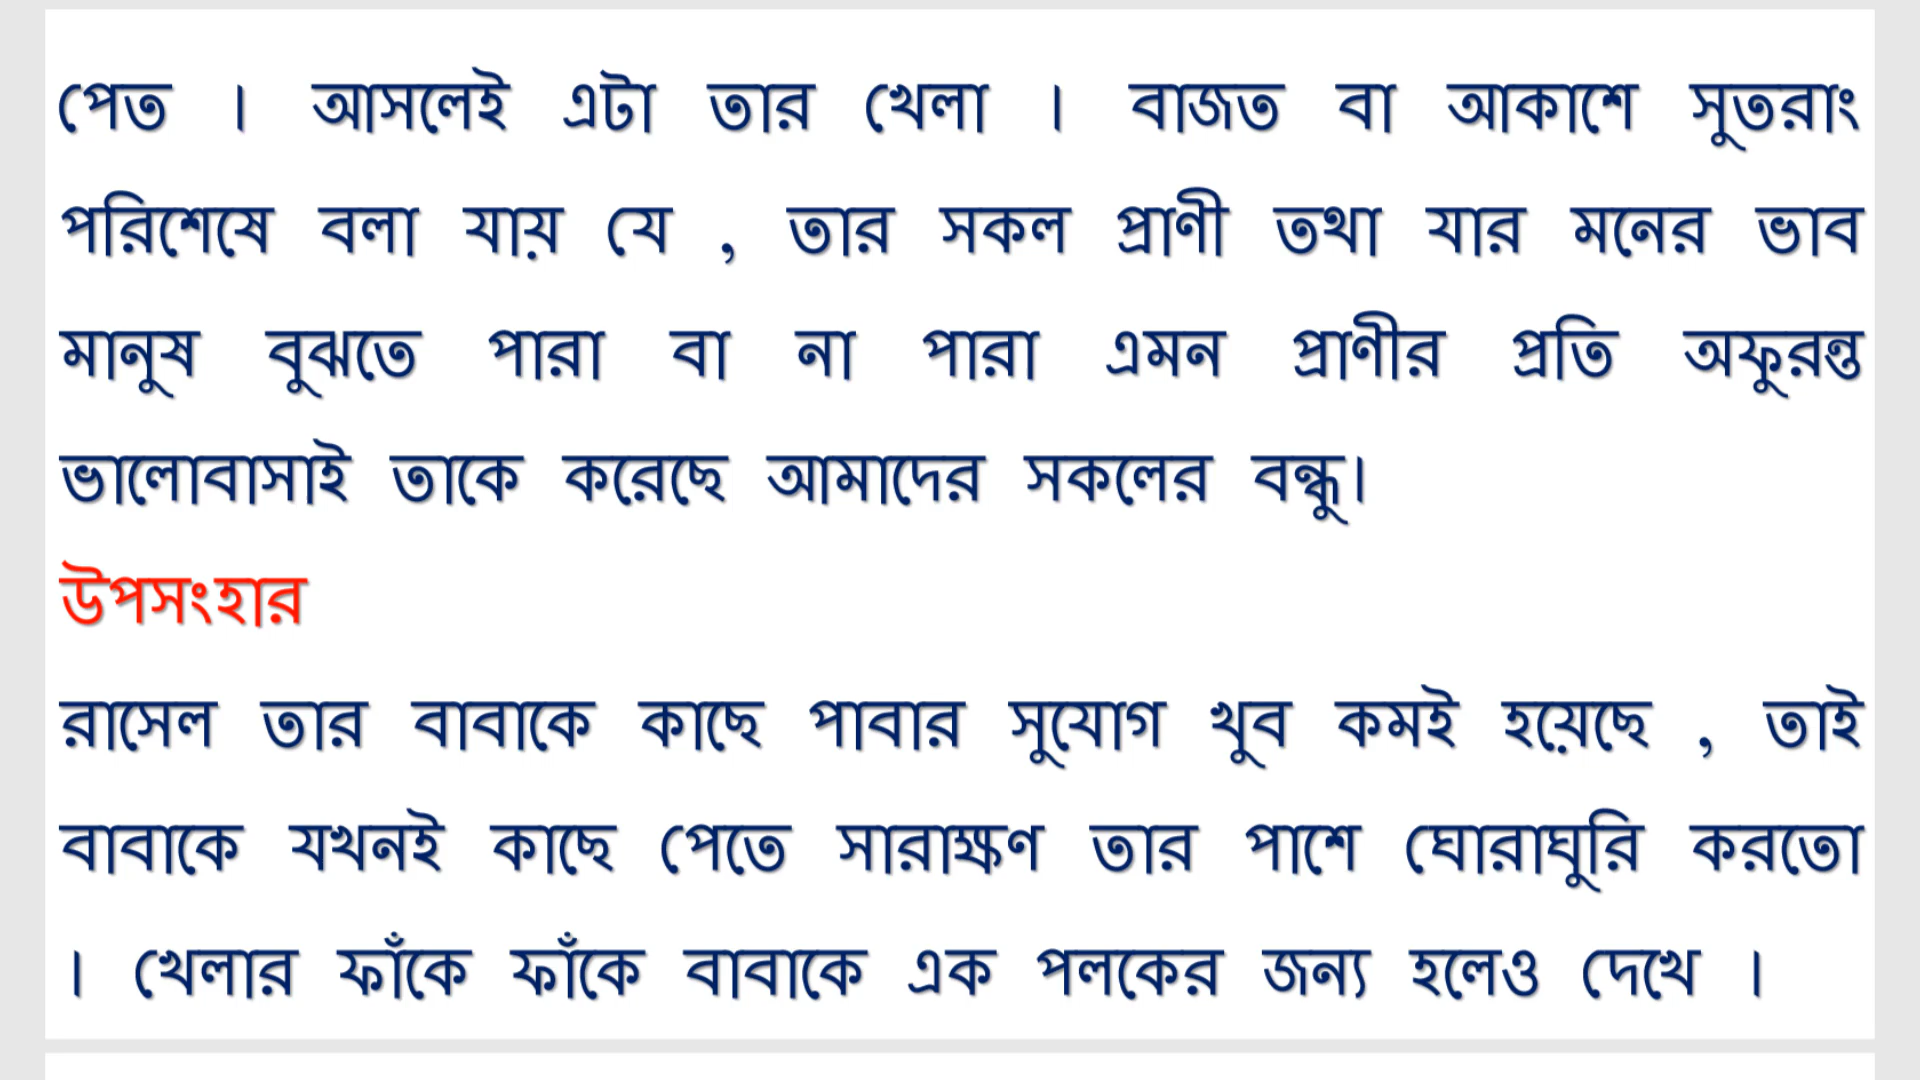 পেত । আসলেই এটা তার খেলা । বাজত বা আকাশে সুতরাং
পরিশেষে বলা যায় যে , তার সকল প্রাণী তথা যার মনের ভাব
মানুষ বুঝতে পারা বা না পারা এমন প্রাণীর প্রতি অফুরন্ত
ভালোবাসাই তাকে করেছে আমাদের সকলের বন্ধু।
উপসংহার
রাসেল তার বাবাকে কাছে পাবার সুযোগ খুব কমই হয়েছে , তাই
বাবাকে যখনই কাছে পেতে সারাক্ষণ তার পাশে ঘোরাঘুরি করতো
। খেলার ফাঁকে ফাঁকে বাবাকে এক পলকের জন্য হলেও দেখে ।